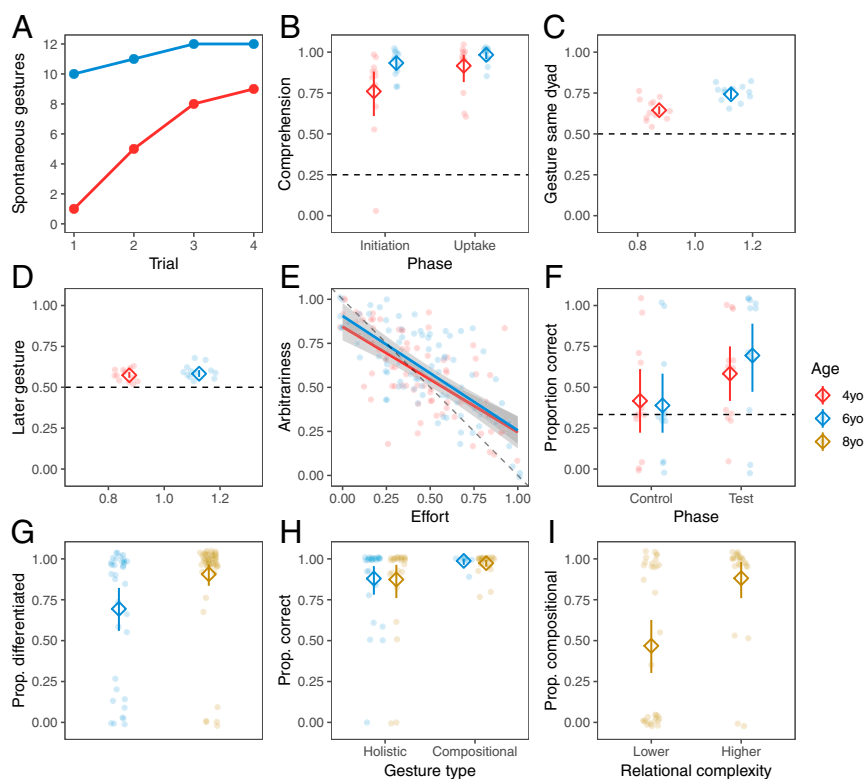 A
Spontaneous gestures
12
10
8
6
4
2
0
1 2 3 4
Trial
B
Comprehension
1.00
0.75
0.50
0.25
0.00
Initiation Uptake
Phase
C
Gesture same dyad
1.00
0.75
0.50
0.25
0.00
0.8 1.0 1.2
D
Later gesture
1.00
0.75
0.50
0.25
0.00
0.8 1.0 1.2
E
Arbitrariness
1.00
0.75
0.50
0.25
0.00
0.00 0.25 0.50 0.75 1.00
Effort
F
Proportion correct
1.00
0.75
0.50
0.25
0.00
Control Test
Phase
Age
4yo
6yo
8yo
G
Prop. differentiated
1.00
0.75
0.50
0.25
0.00
H
Prop. correct
1.00
0.75
0.50
0.25
0.00
Holistic Compositional
Gesture type
I
Prop. compositional
1.00
0.75
0.50
0.25
0.00
Lower Higher
Relational complexity